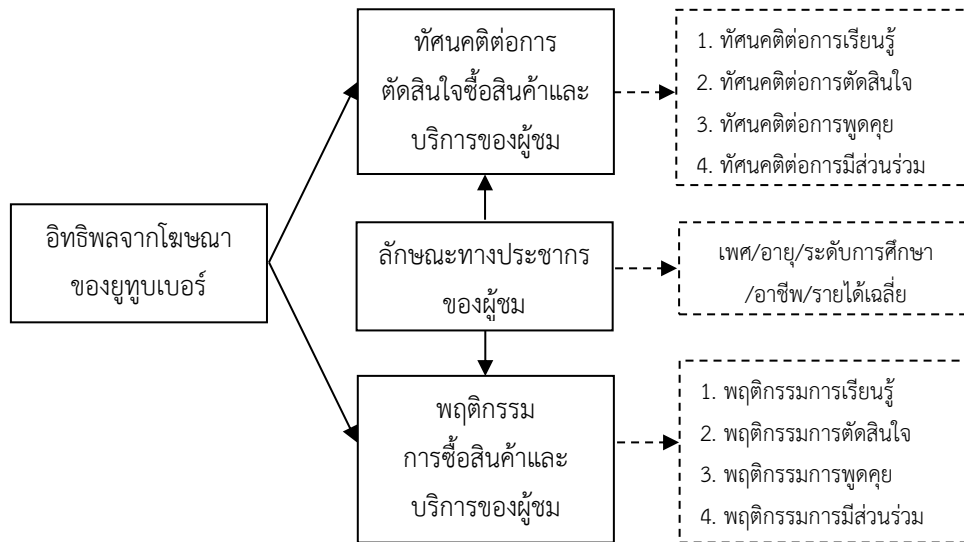 ทัศนคติต่อการ
ตัดสินใจซื้อสินค้าและ
บริการของผู้ชม
1. ทัศนคติต่อการเรียนรู้
2. ทัศนคติต่อการตัดสินใจ
3. ทัศนคติต่อการพูดคุย
4. ทัศนคติต่อการมีส่วนร่วม
อิทธิพลจากโฆษณา
ของยูทูบเบอร์
ลักษณะทางประชากร
ของผู้ชม
เพศ/อายุ/ระดับการศึกษา
/อาชีพ/รายได้เฉลี่ย
พฤติกรรม
การซื้อสินค้าและ
บริการของผู้ชม
1. พฤติกรรมการเรียนรู้
2. พฤติกรรมการตัดสินใจ
3. พฤติกรรมการพูดคุย
4. พฤติกรรมการมีส่วนร่วม